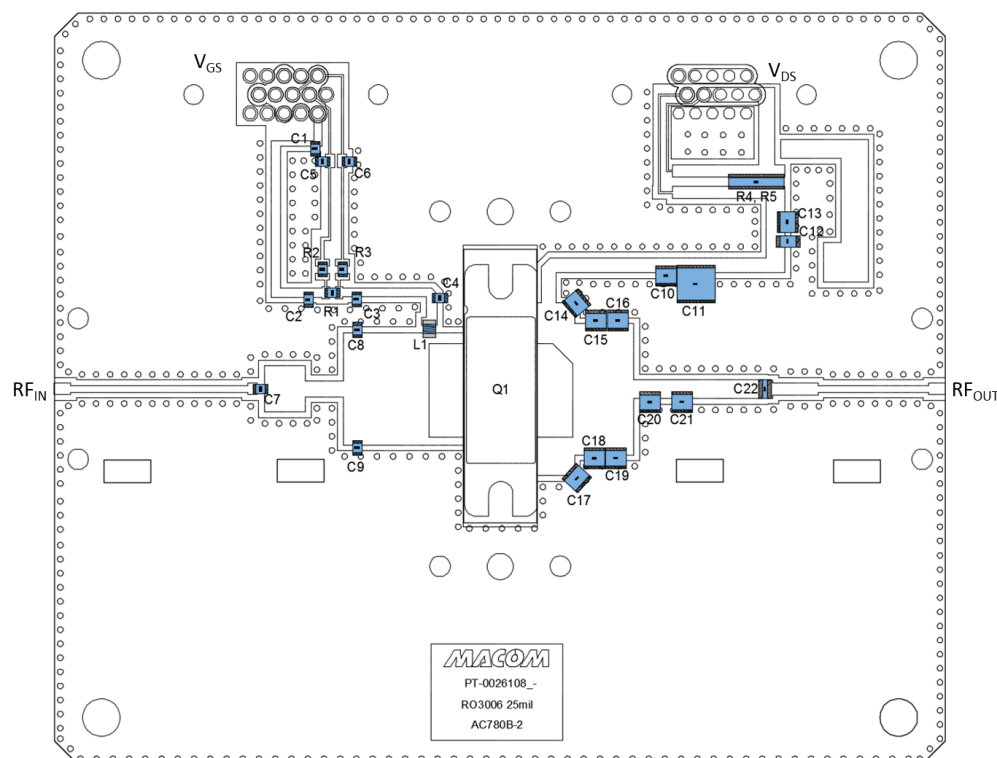 VGS
VDS
C1
C5
C6
R4, R5
C13
C12
R2
R3
C4
C10
C11
C2
R1
C3
C14
C16
C15
C8
L1
RFIN
C7
Q1
C22
RFOUT
C20
C21
C9
C18
C19
C17
MACOM
PT-0026108_-
RO3006 25mil
AC780B-2